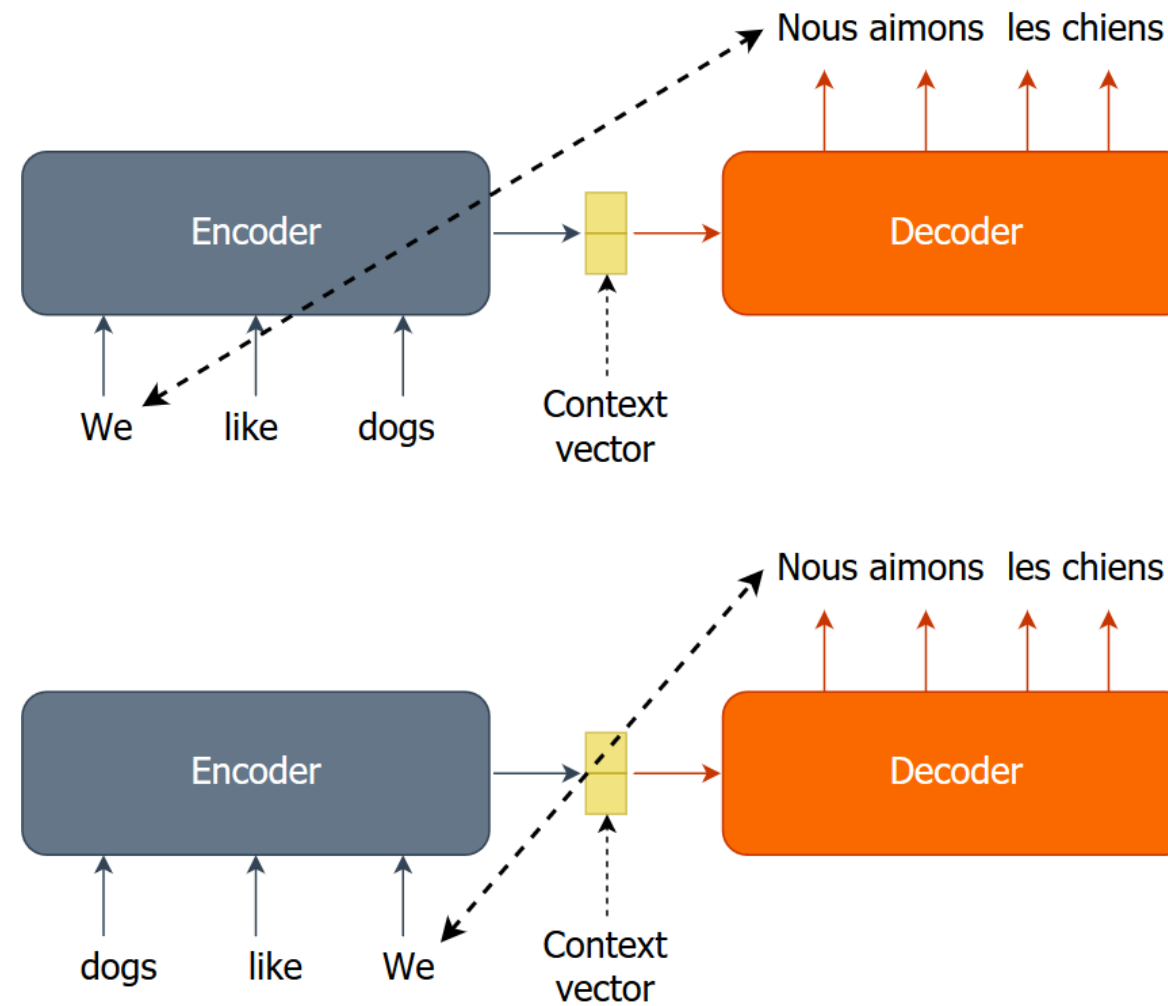 Nous aimons les chiens
Encoder
Decoder
We like dogs
Context
vector
Nous aimons les chiens
Encoder
Decoder
dogs like We
Context
vector